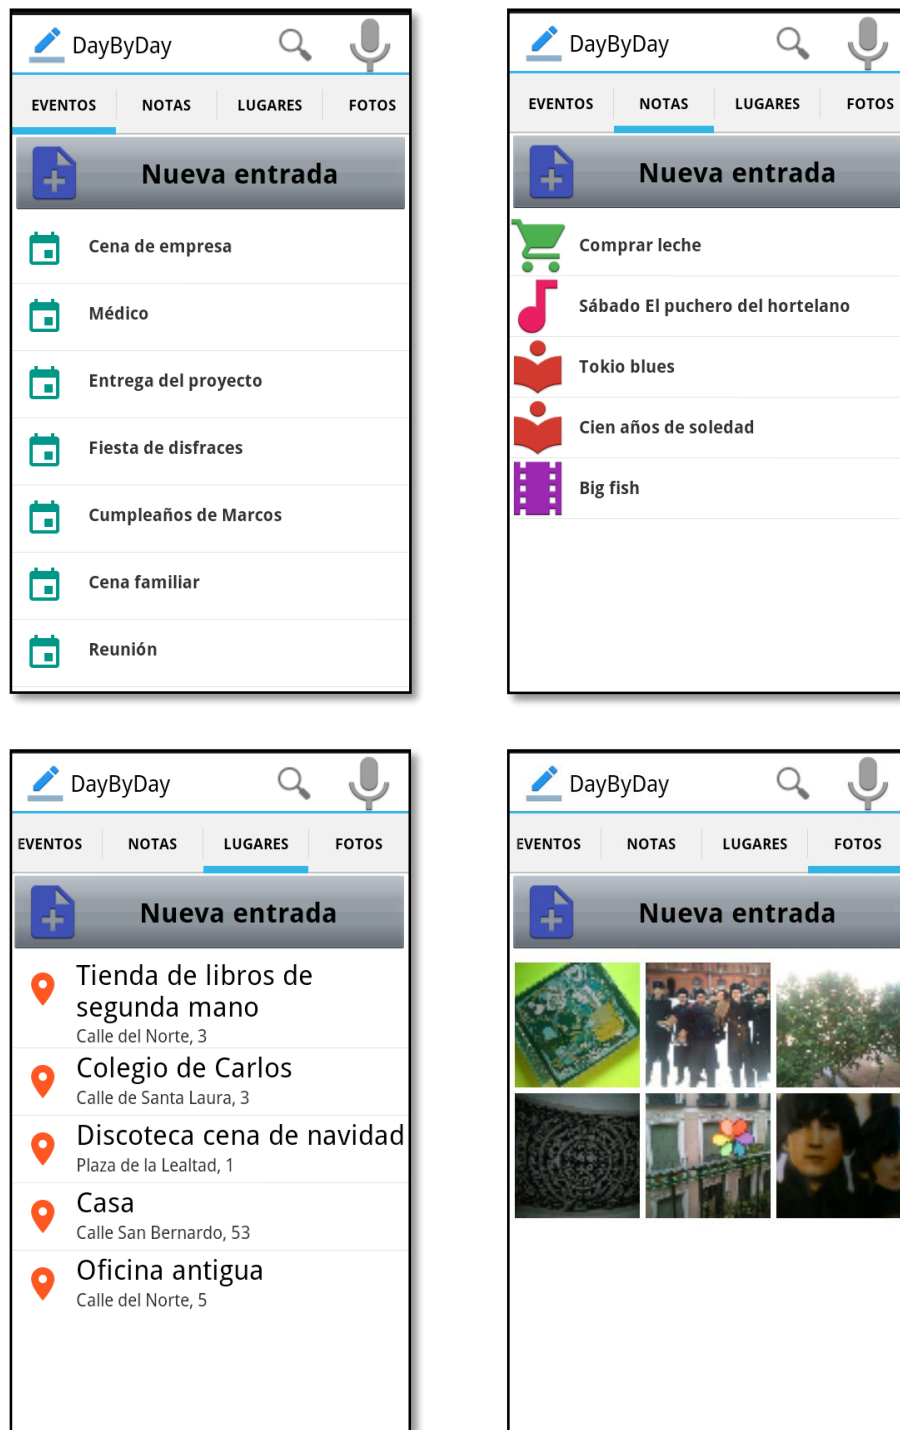 DayByDay
EVENTOS NOTAS LUGARES FOTOS
Nueva entrada
Cena de empresa
Médico
Entrega del proyecto
Fiesta de disfraces
Cumpleaños de Marcos
Cena familiar
Reunión
DayByDay
EVENTOS NOTAS LUGARES FOTOS
Nueva entrada
Comprar leche
Sábado El puchero del hortelano
Tokio blues
Cien años de soledad
Big fish
DayByDay
EVENTOS NOTAS LUGARES FOTOS
Nueva entrada
Tienda de libros de
segunda mano
Calle del Norte, 3
Colegio de Carlos
Calle de Santa Laura, 3
Discoteca cena de navidad
Plaza de la Lealtad, 1
Casa
Calle San Bernardo, 53
Oficina antigua
Calle del Norte, 5
DayByDay
EVENTOS NOTAS LUGARES FOTOS
Nueva entrada